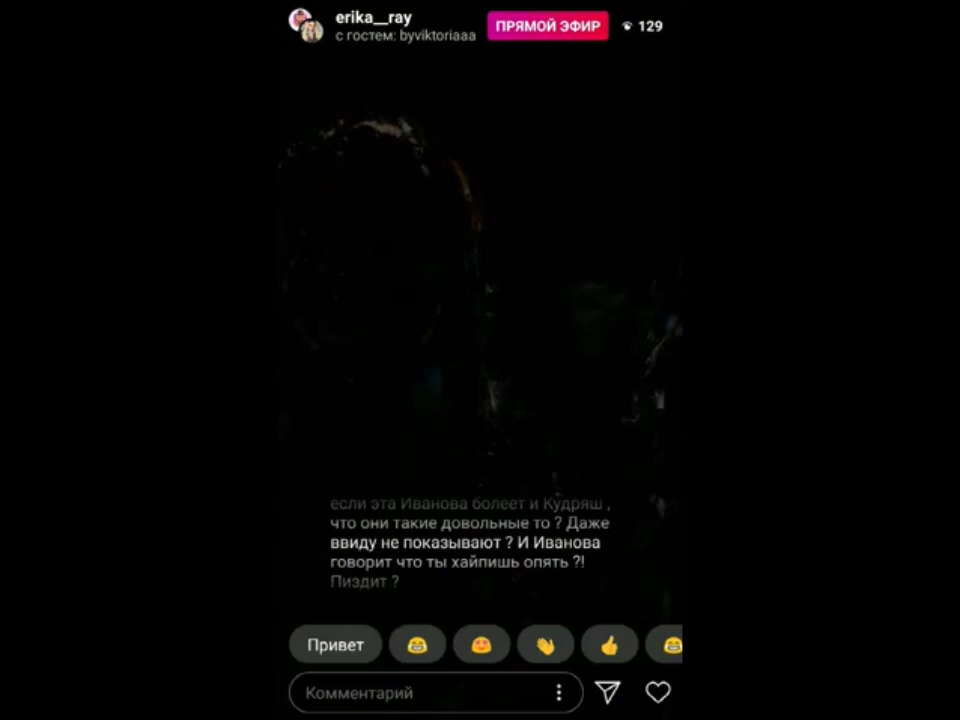 erika__ray
с гостем: byviktoriaaa
ПРЯМОЙ ЭФИР
129
если эта Иванова болеет и Кудряш ,
что они такие довольные то ? Даже
ввиду не показывают ? И Иванова
говорит что ты хайпишь опять ?!
Пиздит ?
Привет
Комментарий